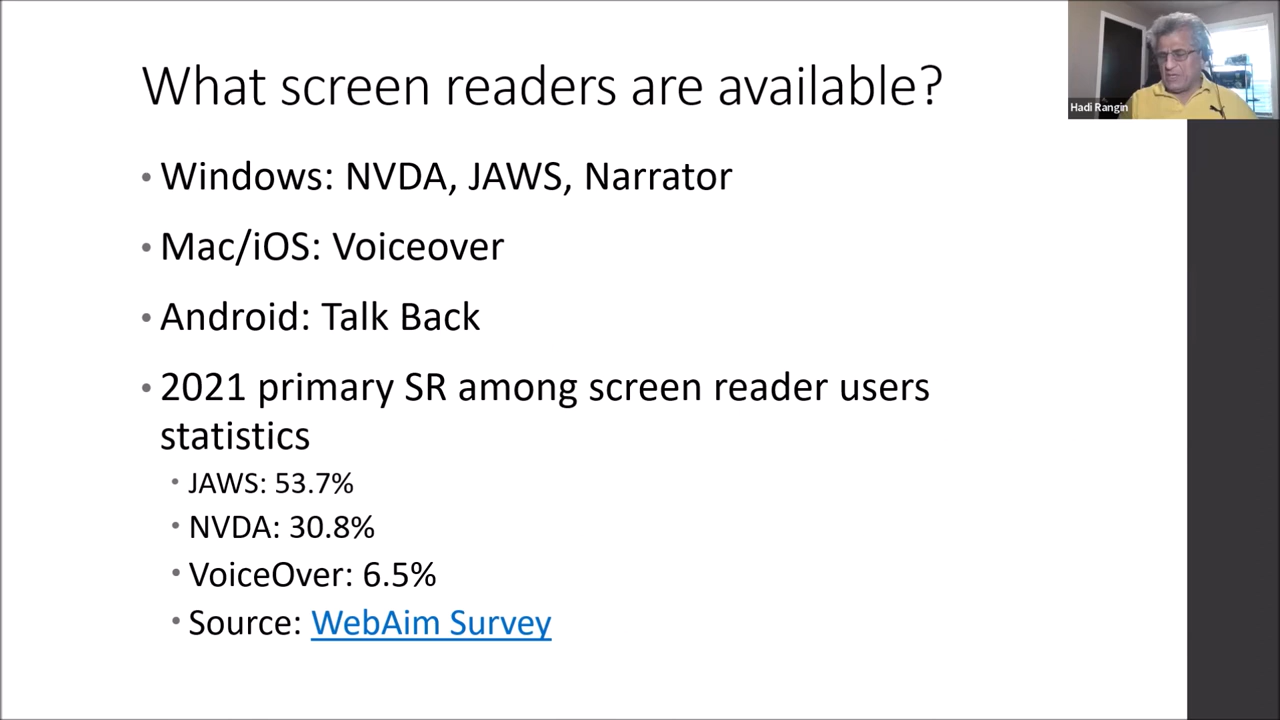 What screen readers are available?
Hadi Rangin
• Windows: NVDA, JAWS, Narrator
• Mac/iOS: Voiceover
• Android: Talk Back
• 2021 primary SR among screen reader users
statistics
• JAWS: 53.7%
• NVDA: 30.8%
• VoiceOver: 6.5%
• Source: WebAim Survey